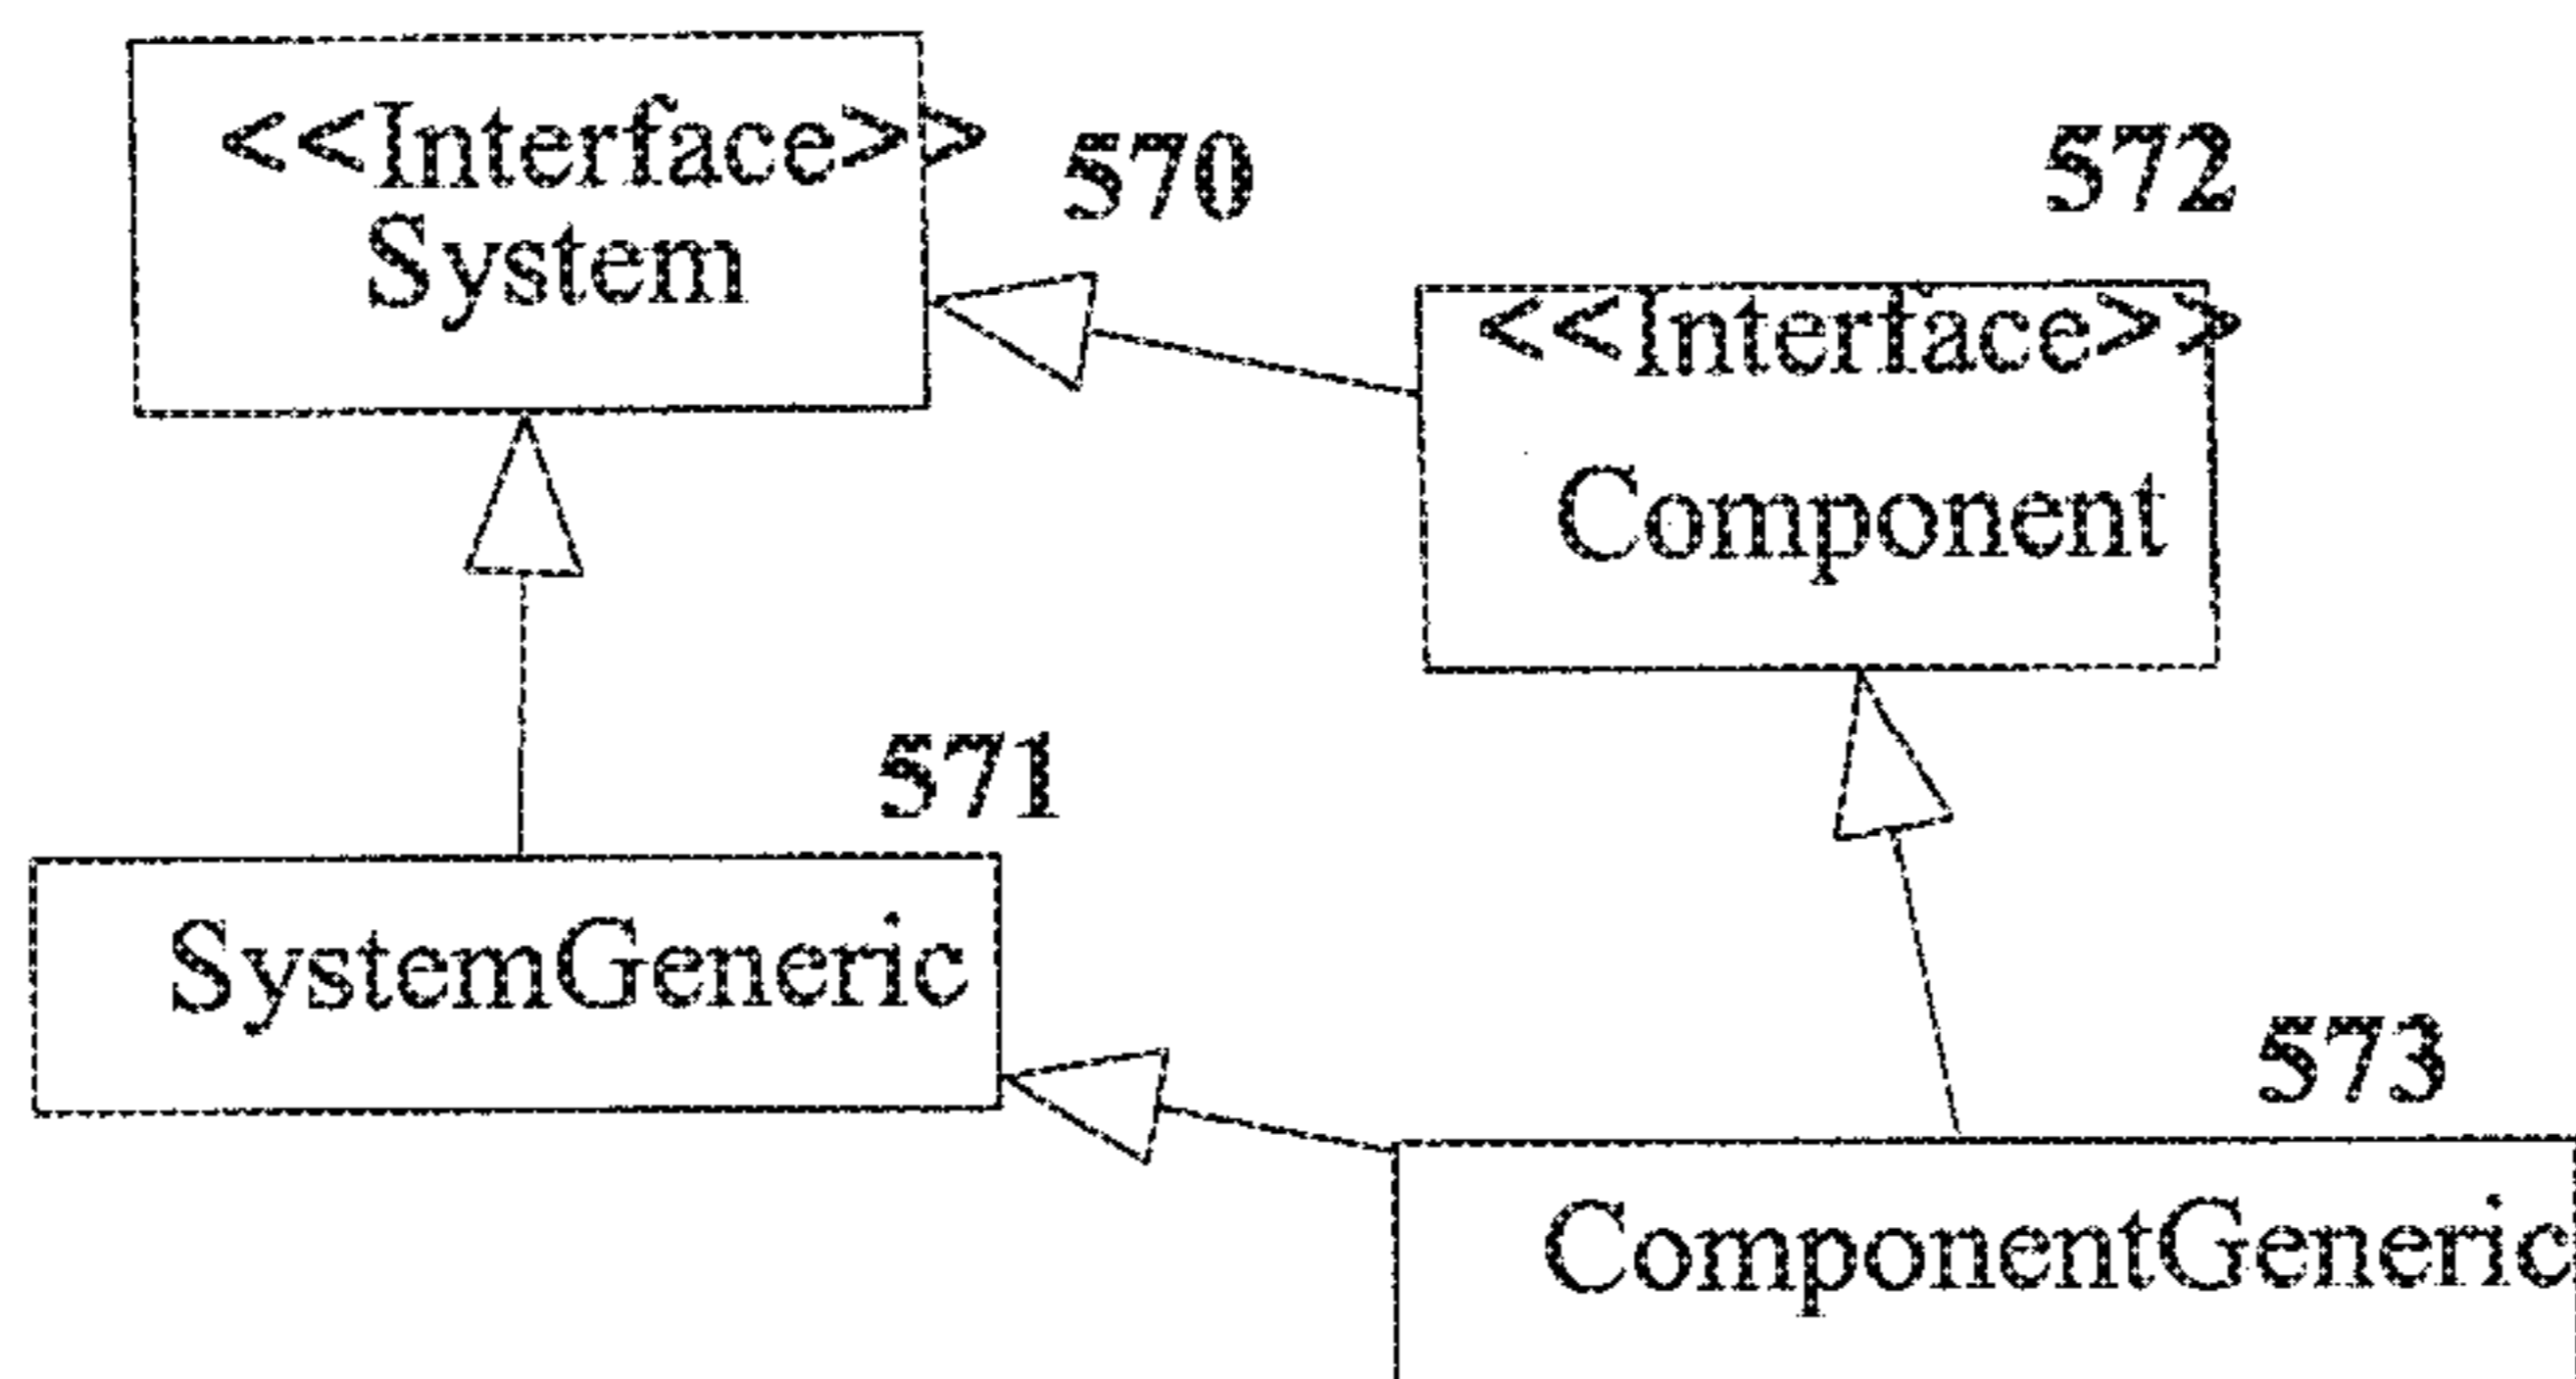 <<Interface>>
System
570
572
<<Interface>>
Component
571
SystemGeneric
573
ComponentGeneric